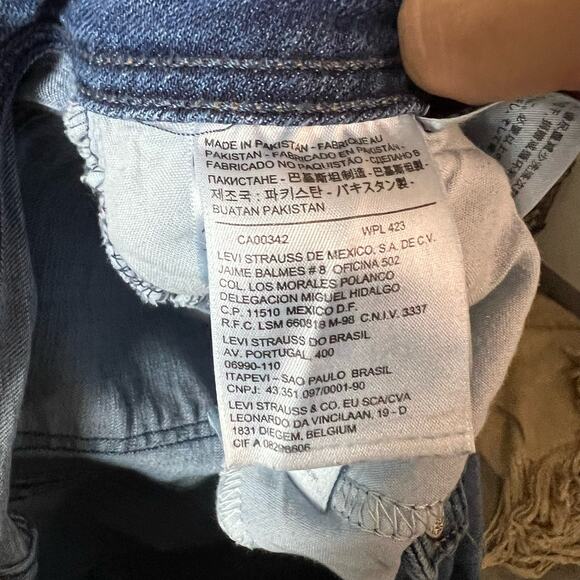 MADE IN PAKISTAN - FABRIQUE AU
PAKISTAN - FABRICADO EN PAKISTAN -
FABRICADO NO PAQUISTÃO - СДЕЛАНО В
ПАКИСТАНЕ - 巴基斯坦制造 - 巴基斯坦製 -
제조국 : 파키스탄 - パキスタン製 -
BUATAN PAKISTAN
CA00342 WPL 423
LEVI STRAUSS DE MEXICO, S.A. DE C.V.
JAIME BALMES # 8 OFICINA 502
COL. LOS MORALES POLANCO
DELEGACION MIGUEL HIDALGO
C.P. 11510 MEXICO D.F.
R.F.C. LSM 660818 M-98 C.N.I.V. 3337
LEVI STRAUSS DO BRASIL
AV. PORTUGAL, 400
06990-110
ITAPEVI - SAO PAULO BRASIL
CNPJ: 43.351.097/0001-90
LEVI STRAUSS & CO. EU SCA/CVA
LEONARDO DA VINCILAAN, 19 - D
1831 DIEGEM, BELGIUM
CIF A 08296606